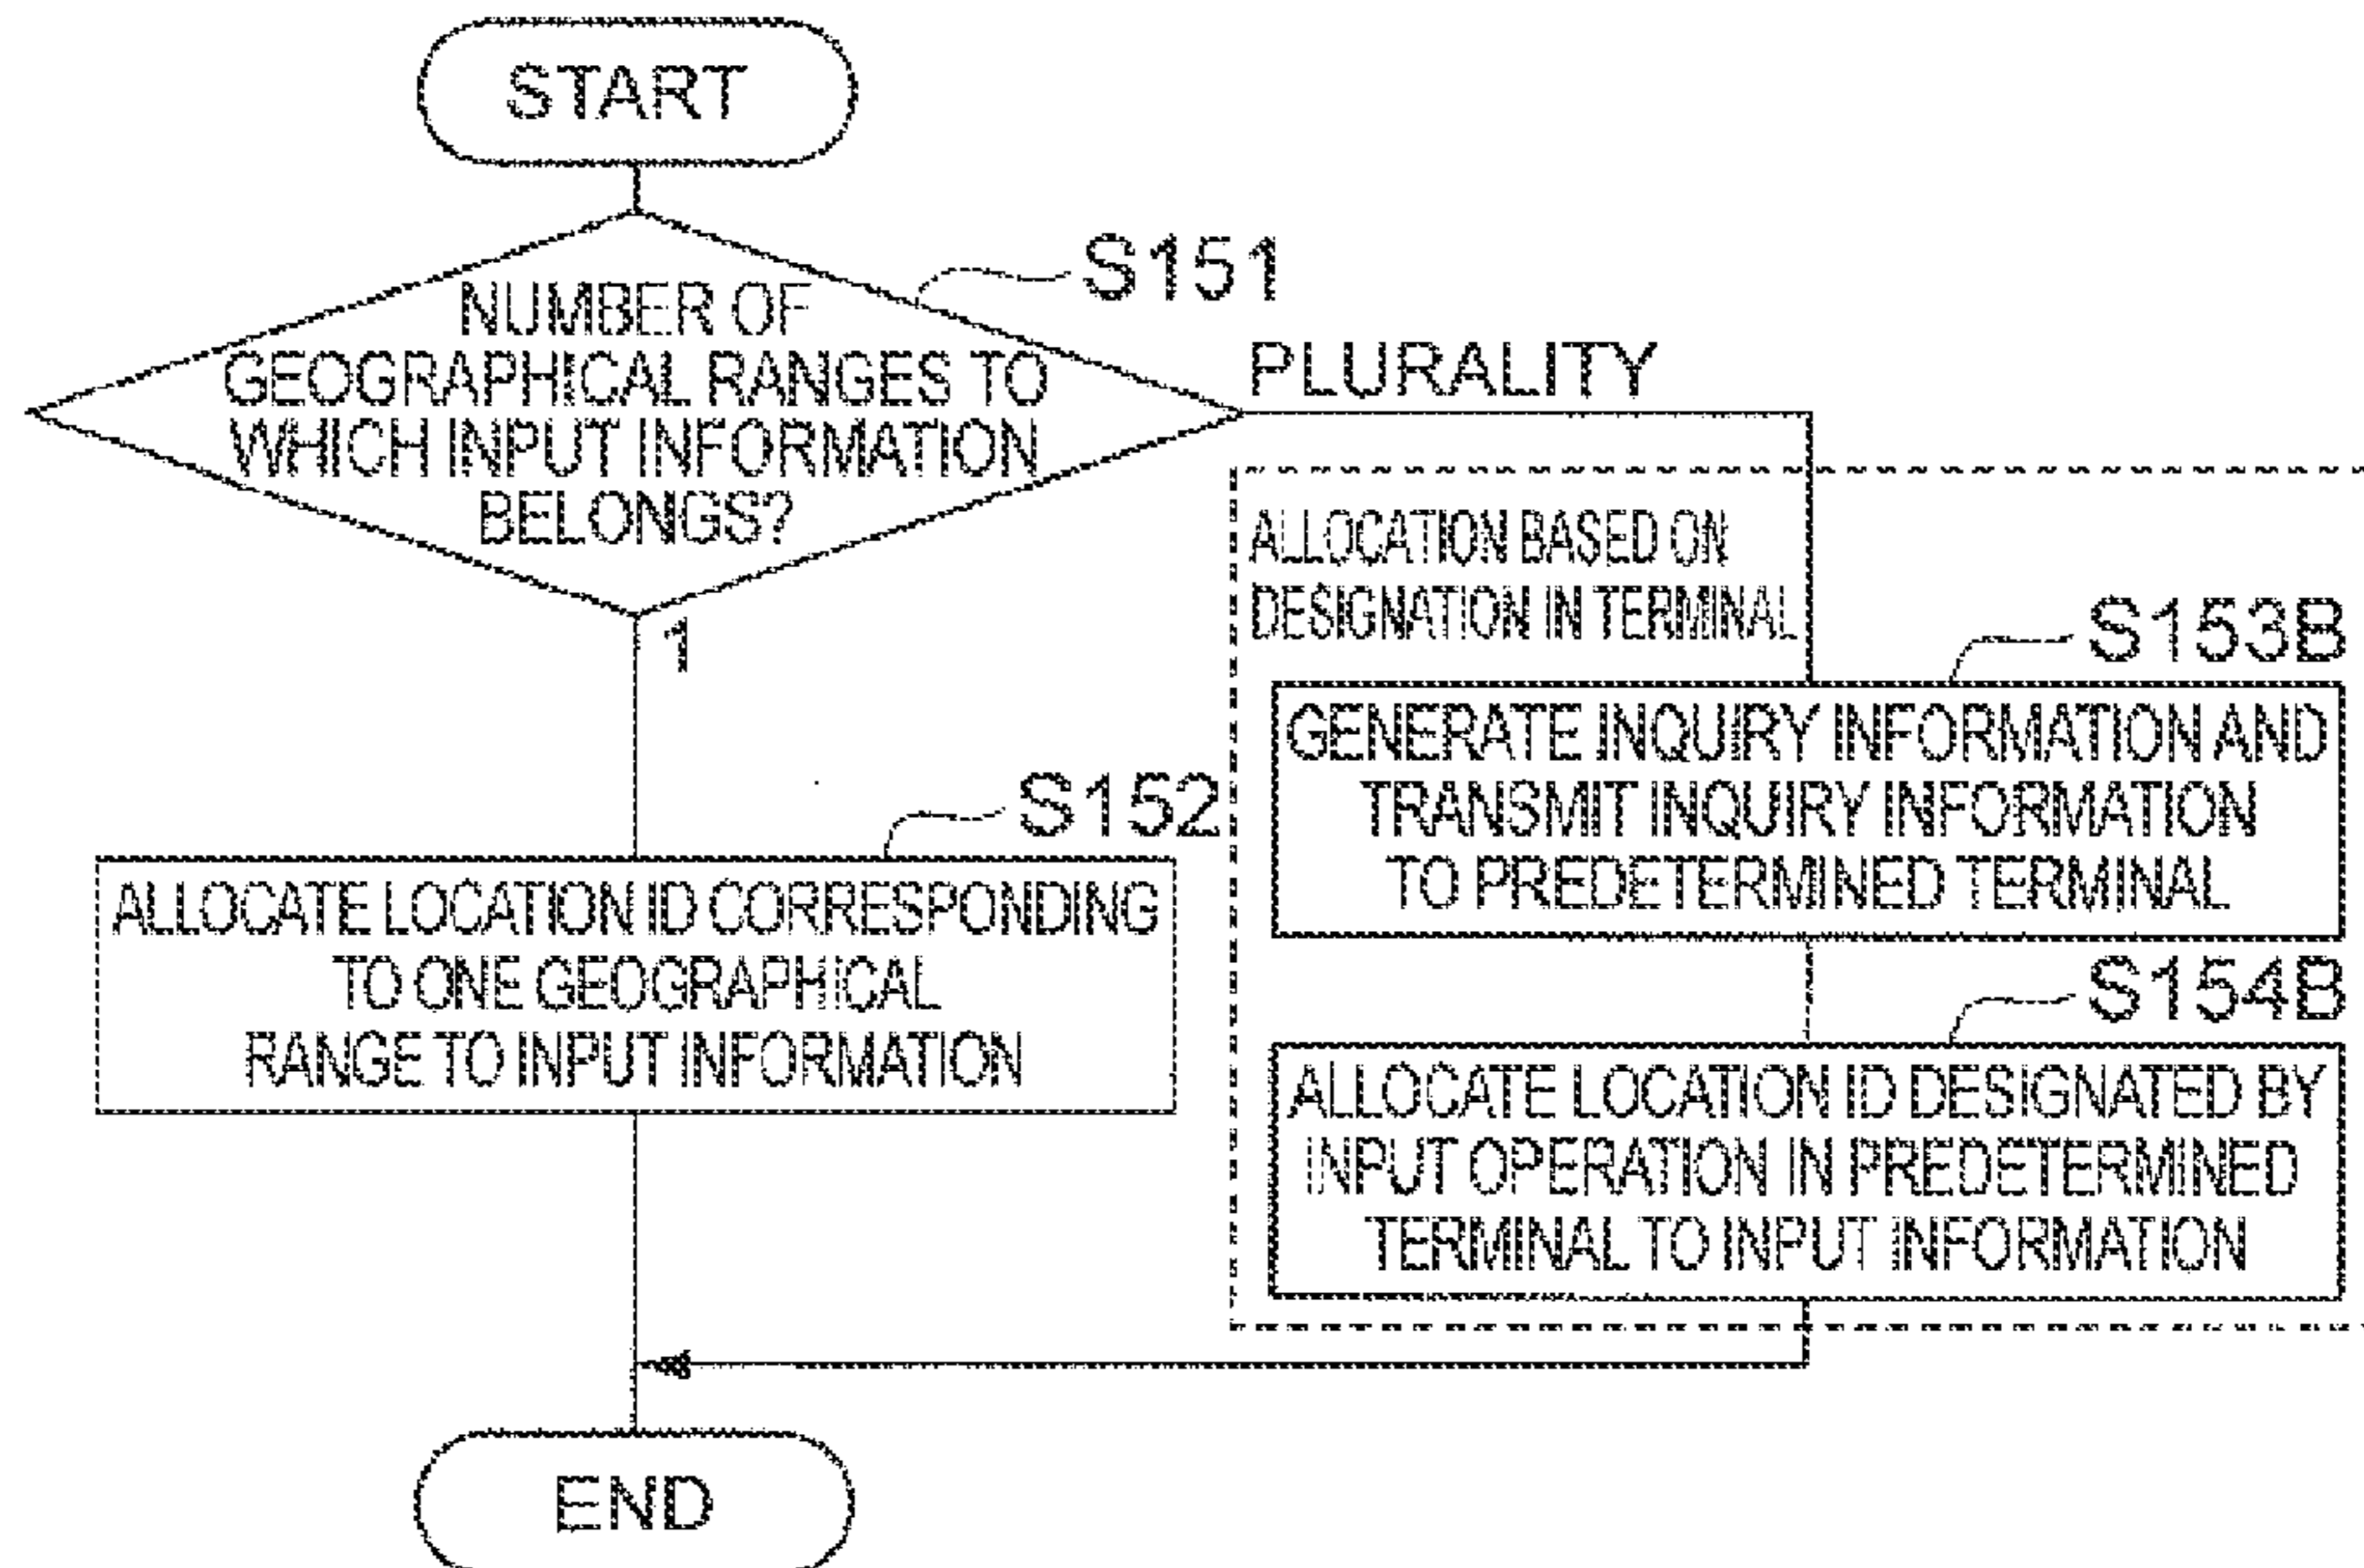 START
S151
NUMBER OF
GEOGRAPHICAL RANGES TO
WHICH INPUT INFORMATION
BELONGS?
PLURALITY
1
ALLOCATION BASED ON
DESIGNATION IN TERMINAL
S153B
GENERATE INQUIRY INFORMATION AND
TRANSMIT INQUIRY INFORMATION
TO PREDETERMINED TERMINAL
S152
ALLOCATE LOCATION ID CORRESPONDING
TO ONE GEOGRAPHICAL
RANGE TO INPUT INFORMATION
S154B
ALLOCATE LOCATION ID DESIGNATED BY
INPUT OPERATION IN PREDETERMINED
TERMINAL TO INPUT INFORMATION
END